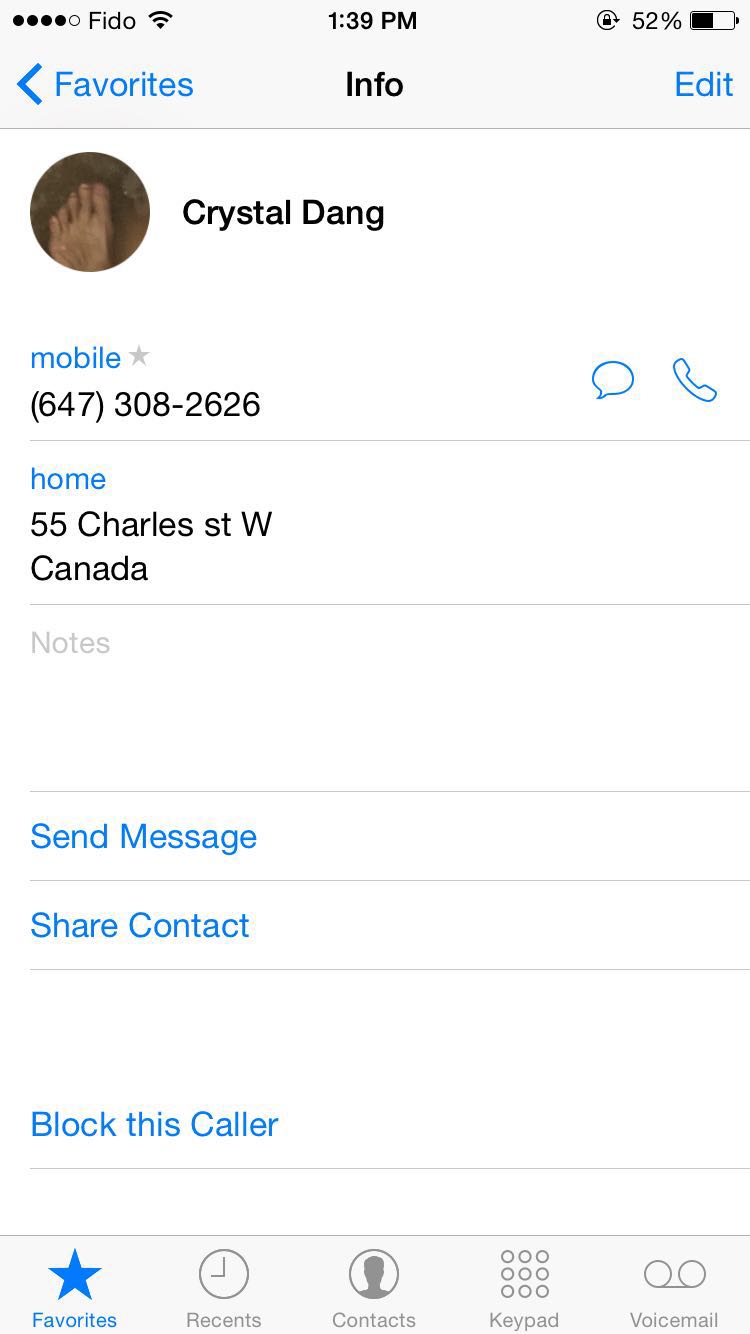 Fido 1:39 PM 52%
Favorites Info Edit
Crystal Dang
mobile
(647) 308-2626
home
55 Charles st W
Canada
Notes
Send Message
Share Contact
Block this Caller
Favorites Recents Contacts Keypad Voicemail